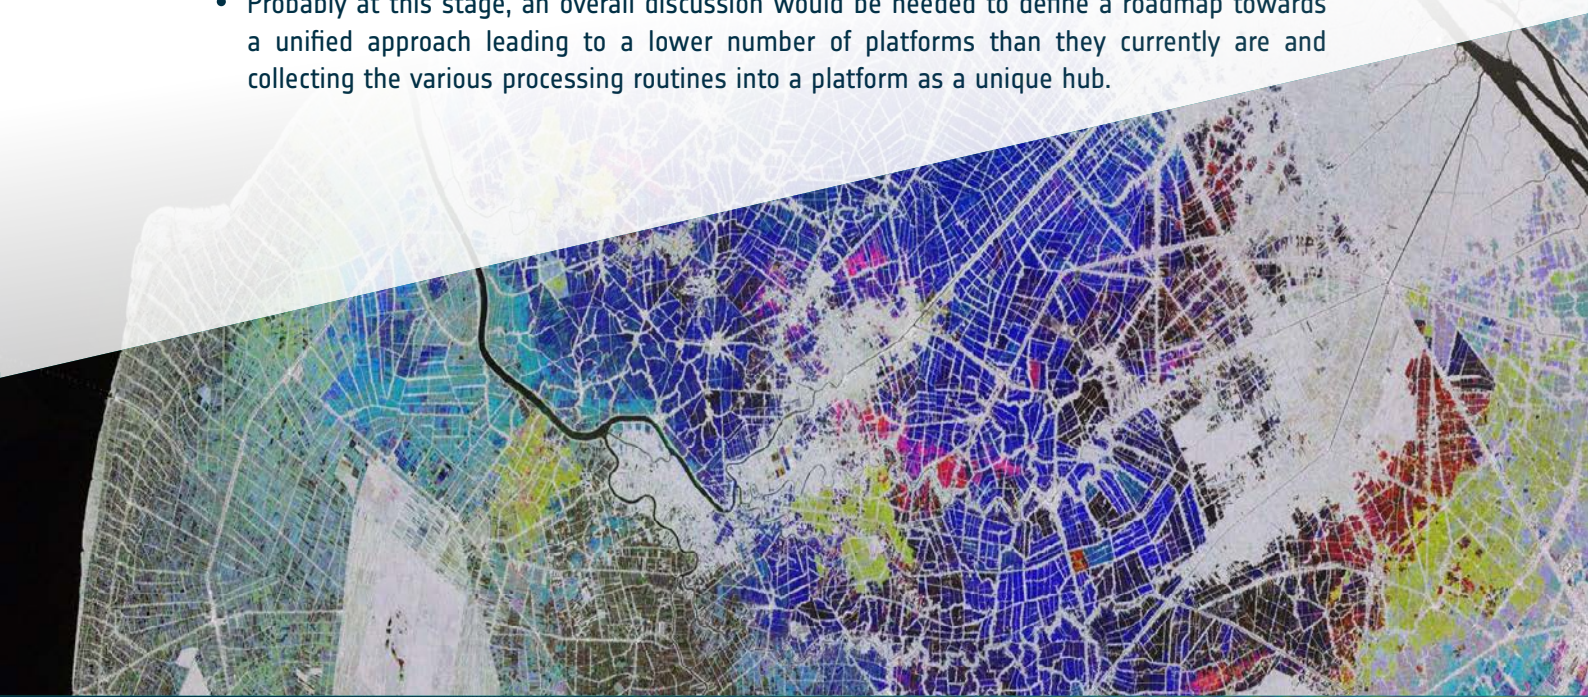 Probably at this stage, an overall discussion would be needed to define a roadmap towards
a unified approach leading to a lower number of platforms than they currently are and
collecting the various processing routines into a platform as a unique hub.